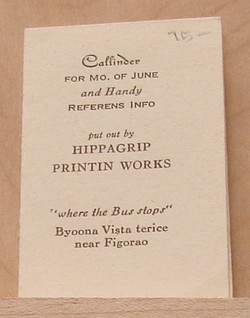 75—
Callinder
FOR MO. OF JUNE
and Handy
REFERENS INFO
put out by
HIPPAGRIP
PRINTIN WORKS
"where the Bus stops"
Byoona Vista terice
near Figorao